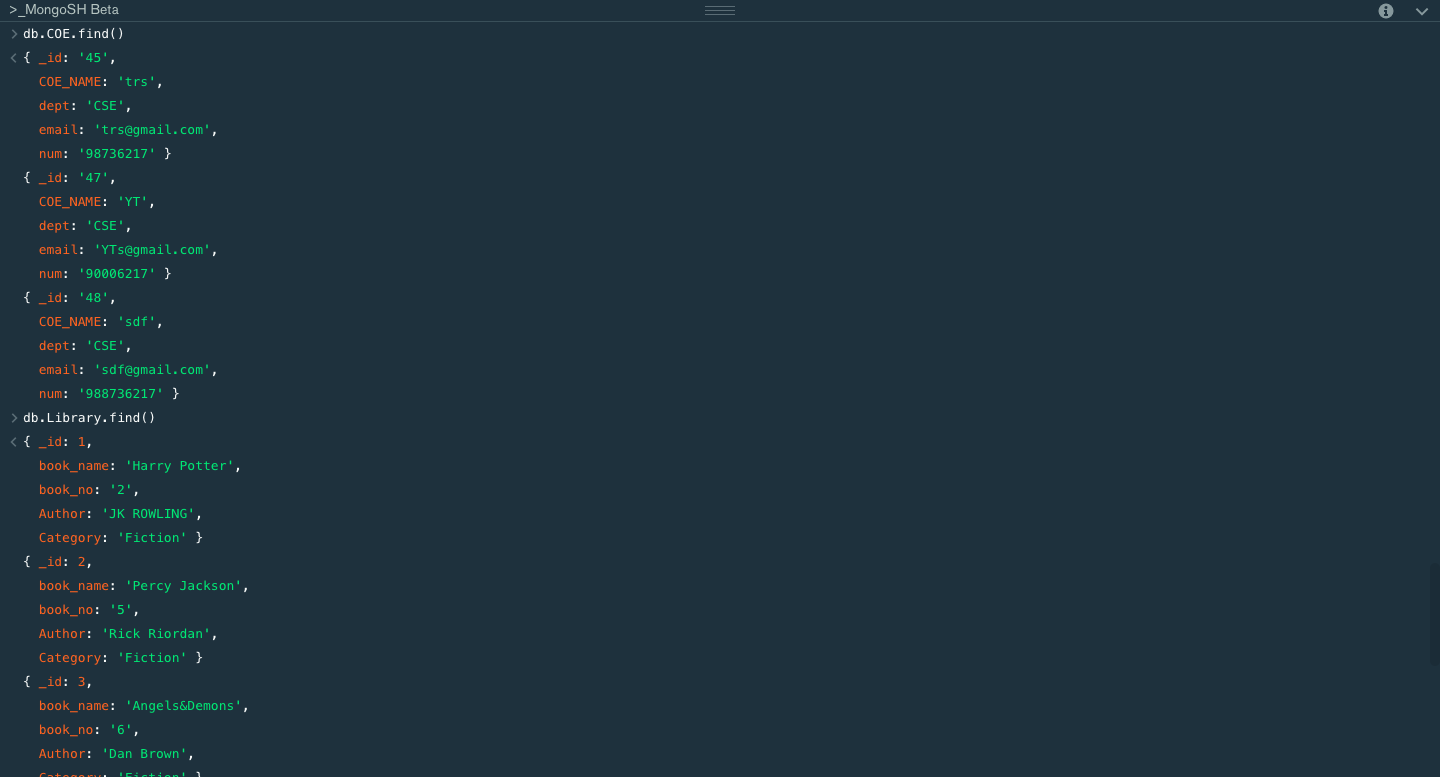 >_MongoSH Beta
> db.COE.find()
< { _id: '45',
COE_NAME: 'trs',
dept: 'CSE',
email: 'trs@gmail.com',
num: '98736217' }
{ _id: '47',
COE_NAME: 'YT',
dept: 'CSE',
email: 'YTs@gmail.com',
num: '90006217' }
{ _id: '48',
COE_NAME: 'sdf',
dept: 'CSE',
email: 'sdf@gmail.com',
num: '988736217' }
> db.Library.find()
< { _id: 1,
book_name: 'Harry Potter',
book_no: '2',
Author: 'JK ROWLING',
Category: 'Fiction' }
{ _id: 2,
book_name: 'Percy Jackson',
book_no: '5',
Author: 'Rick Riordan',
Category: 'Fiction' }
{ _id: 3,
book_name: 'Angels&Demons',
book_no: '6',
Author: 'Dan Brown',
Category: 'Fiction' }